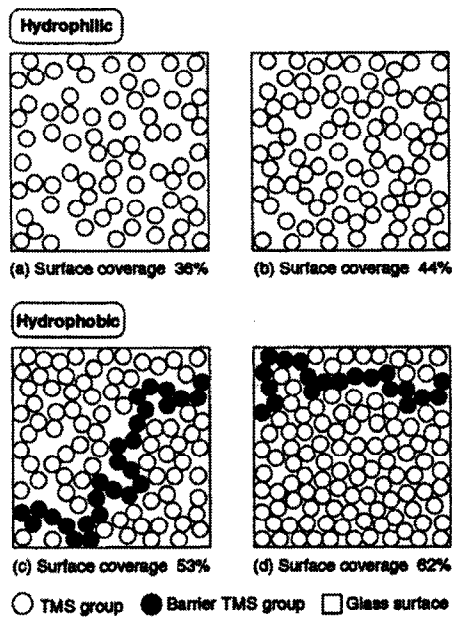 Hydrophilic
(a) Surface coverage 36%
(b) Surface coverage 44%
Hydrophobic
(c) Surface coverage 53%
(d) Surface coverage 62%
TMS group
Barrier TMS group
Glass surface